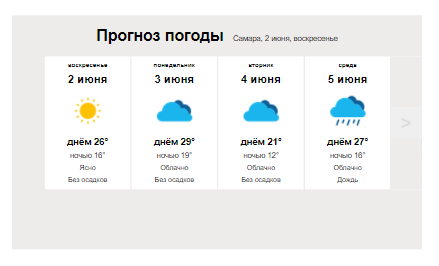 Прогноз погоды Самара, 2 июня, воскресенье
воскресенье
2 июня
днём 26°
ночью 16°
Ясно
Без осадков
понедельник
3 июня
днём 29°
ночью 19°
Облачно
Без осадков
вторник
4 июня
днём 21°
ночью 12°
Облачно
Без осадков
среда
5 июня
днём 27°
ночью 16°
Облачно
Дождь
>